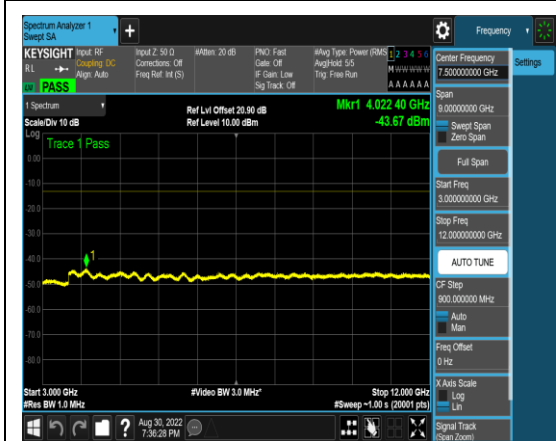 Spectrum Analyzer 1
Swept SA
Frequency
KEYSIGHT Input: RF
RL
Coupling: DC
Align: Auto
PASS
Input Z: 50 Ω
Corrections: Off
Freq Ref: Int (S)
#Atten: 20 dB
PNO: Fast
Gate: Off
IF Gain: Low
Sig Track: Off
#Avg Type: Power (RMS)
Avg|Hold: 5/5
Trig: Free Run
1 2 3 4 5 6
M W W W W W
A A A A A A
1 Spectrum
Scale/Div 10 dB
Ref Lvl Offset 20.90 dB
Ref Level 10.00 dBm
Mkr1 4.022 40 GHz
-43.67 dBm
Log
Trace 1 Pass
0.00
-10.0
-20.0
-30.0
-40.0
-50.0
-60.0
-70.0
-80.0
1
Start 3.000 GHz
#Res BW 1.0 MHz
#Video BW 3.0 MHz*
Stop 12.000 GHz
#Sweep ~1.00 s (20001 pts)
Aug 30, 2022
7:36:28 PM
Center Frequency
7.500000000 GHz
Settings
Span
9.00000000 GHz
Swept Span
Zero Span
Full Span
Start Freq
3.000000000 GHz
Stop Freq
12.000000000 GHz
AUTO TUNE
CF Step
900.000000 MHz
Auto
Man
Freq Offset
0 Hz
X Axis Scale
Log
Lin
Signal Track
(Span Zoom)